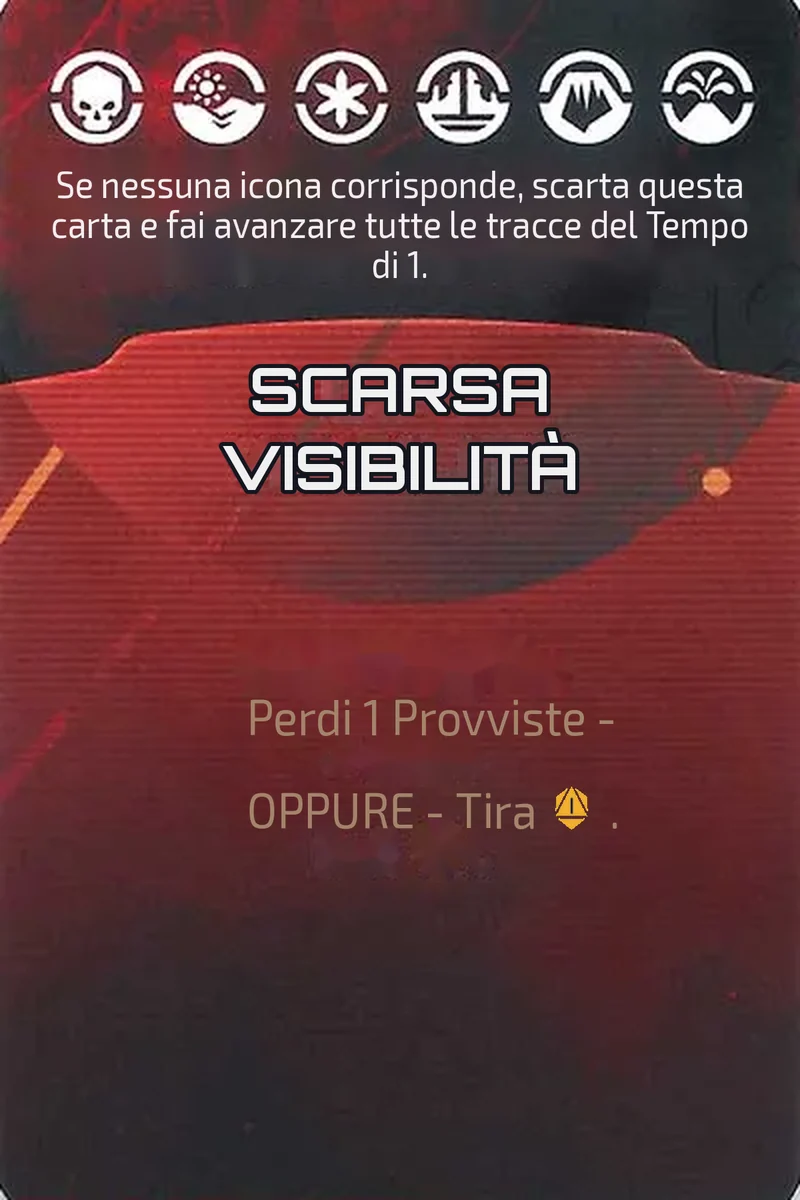 Se nessuna icona corrisponde, scarta questa
carta e fai avanzare tutte le tracce del Tempo
di 1.
SCARSA
VISIBILITÀ
Perdi 1 Provviste -
OPPURE - Tira .